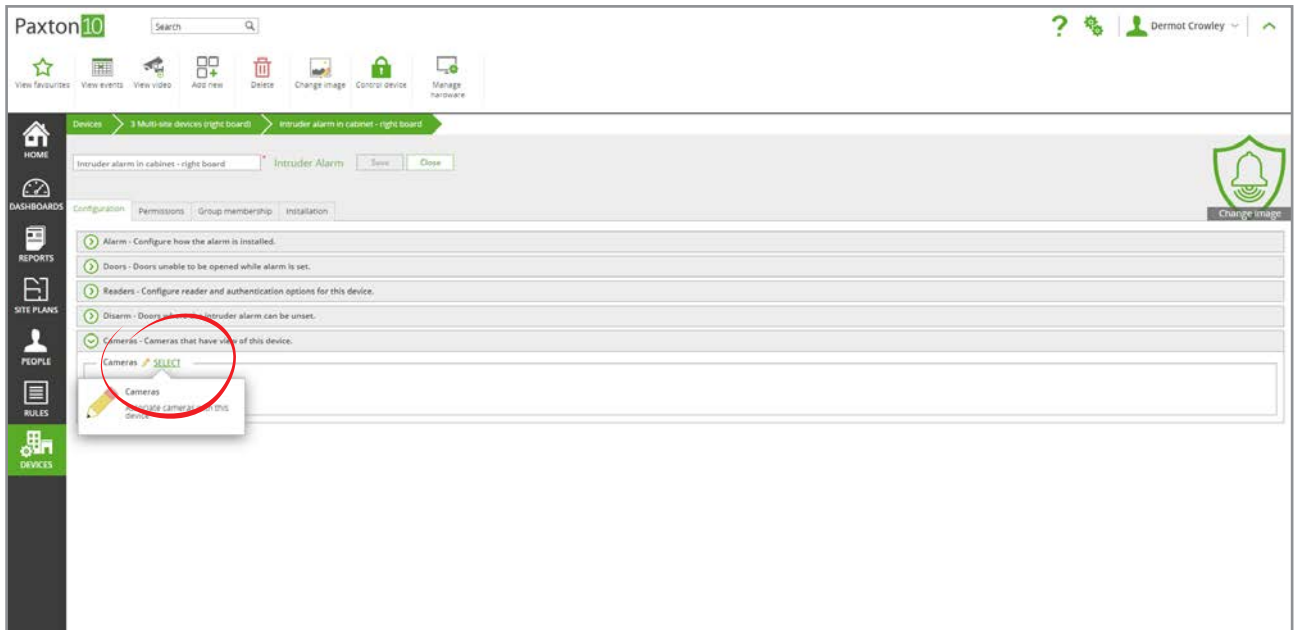 Paxton10
Search
Dermot Crowley
View favourites
View events
View video
Add new
Delete
Change image
Control device
Manage
hardware
Devices
3 Multi-site devices (right board)
Intruder alarm in cabinet - right board
HOME
Intruder alarm in cabinet - right board * Intruder Alarm Save Close
DASHBOARDS
Configuration Permissions Group membership Installation
Change image
Alarm - Configure how the alarm is installed.
REPORTS
Doors - Doors unable to be opened while alarm is set.
Readers - Configure reader and authentication options for this device.
SITE PLANS
Disarm - Doors where the intruder alarm can be unset.
Cameras - Cameras that have view of this device.
PEOPLE
Cameras SELECT
Cameras
Associate cameras with this
device
RULES
DEVICES